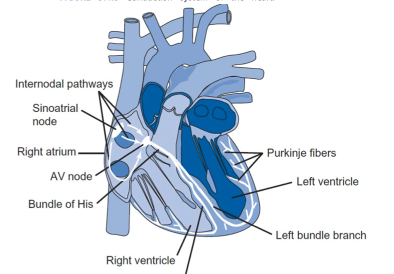 Internodal pathways
Sinoatrial
node
Right atrium
AV node
Bundle of His
Right ventricle
Purkinje fibers
Left ventricle
Left bundle branch